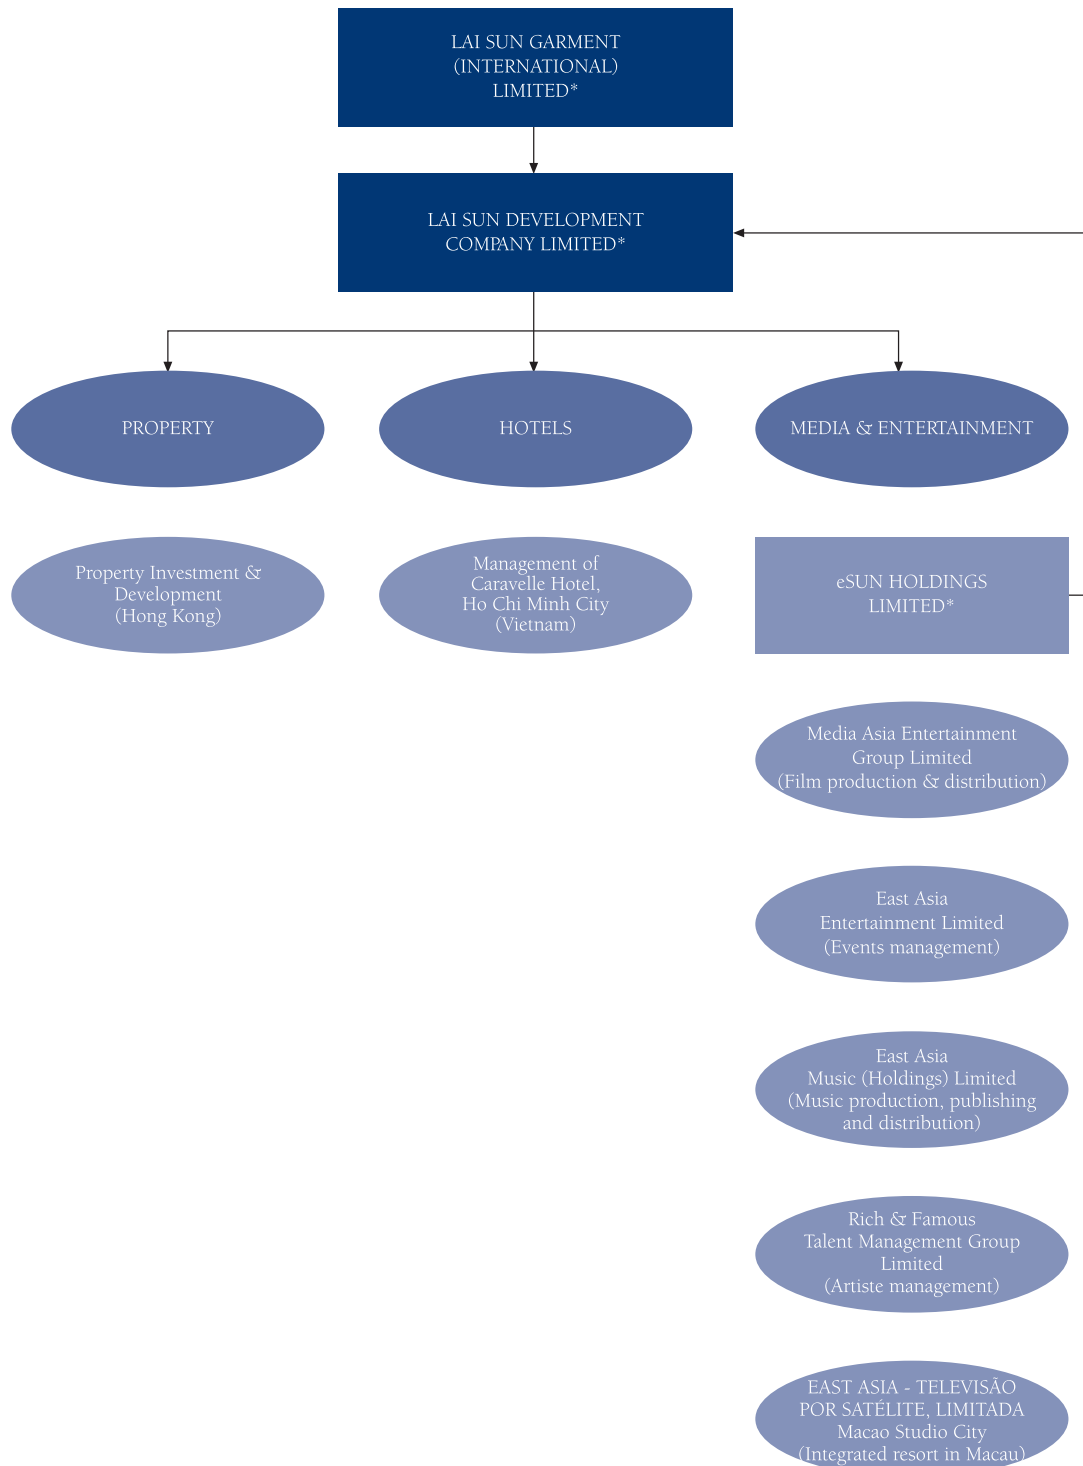 LAI SUN GARMENT
(INTERNATIONAL)
LIMITED*
LAI SUN DEVELOPMENT
COMPANY LIMITED*
PROPERTY
HOTELS
MEDIA & ENTERTAINMENT
Property Investment &
Development
(Hong Kong)
Management of
Caravelle Hotel,
Ho Chi Minh City
(Vietnam)
eSUN HOLDINGS
LIMITED*
Media Asia Entertainment
Group Limited
(Film production & distribution)
East Asia
Entertainment Limited
(Events management)
East Asia
Music (Holdings) Limited
(Music production, publishing
and distribution)
Rich & Famous
Talent Management Group
Limited
(Artiste management)
EAST ASIA - TELEVISÃO
POR SATÉLITE, LIMITADA
Macao Studio City
(Integrated resort in Macau)